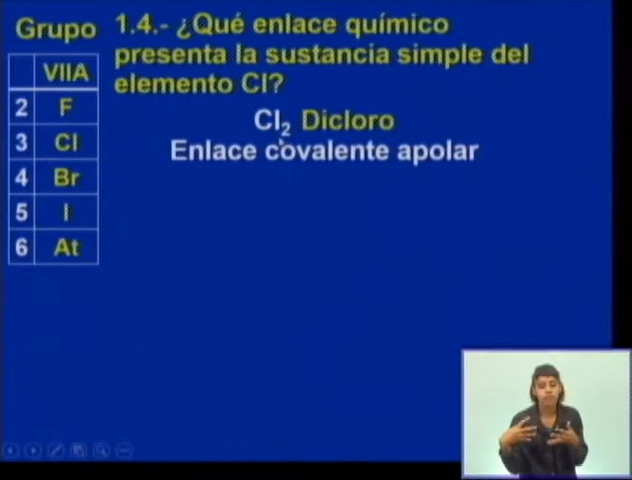 Grupo
VIIA
2 F
3 Cl
4 Br
5 I
6 At
1.4.- ¿Qué enlace químico
presenta la sustancia simple del
elemento Cl?
Cl₂ Dicloro
Enlace covalente apolar